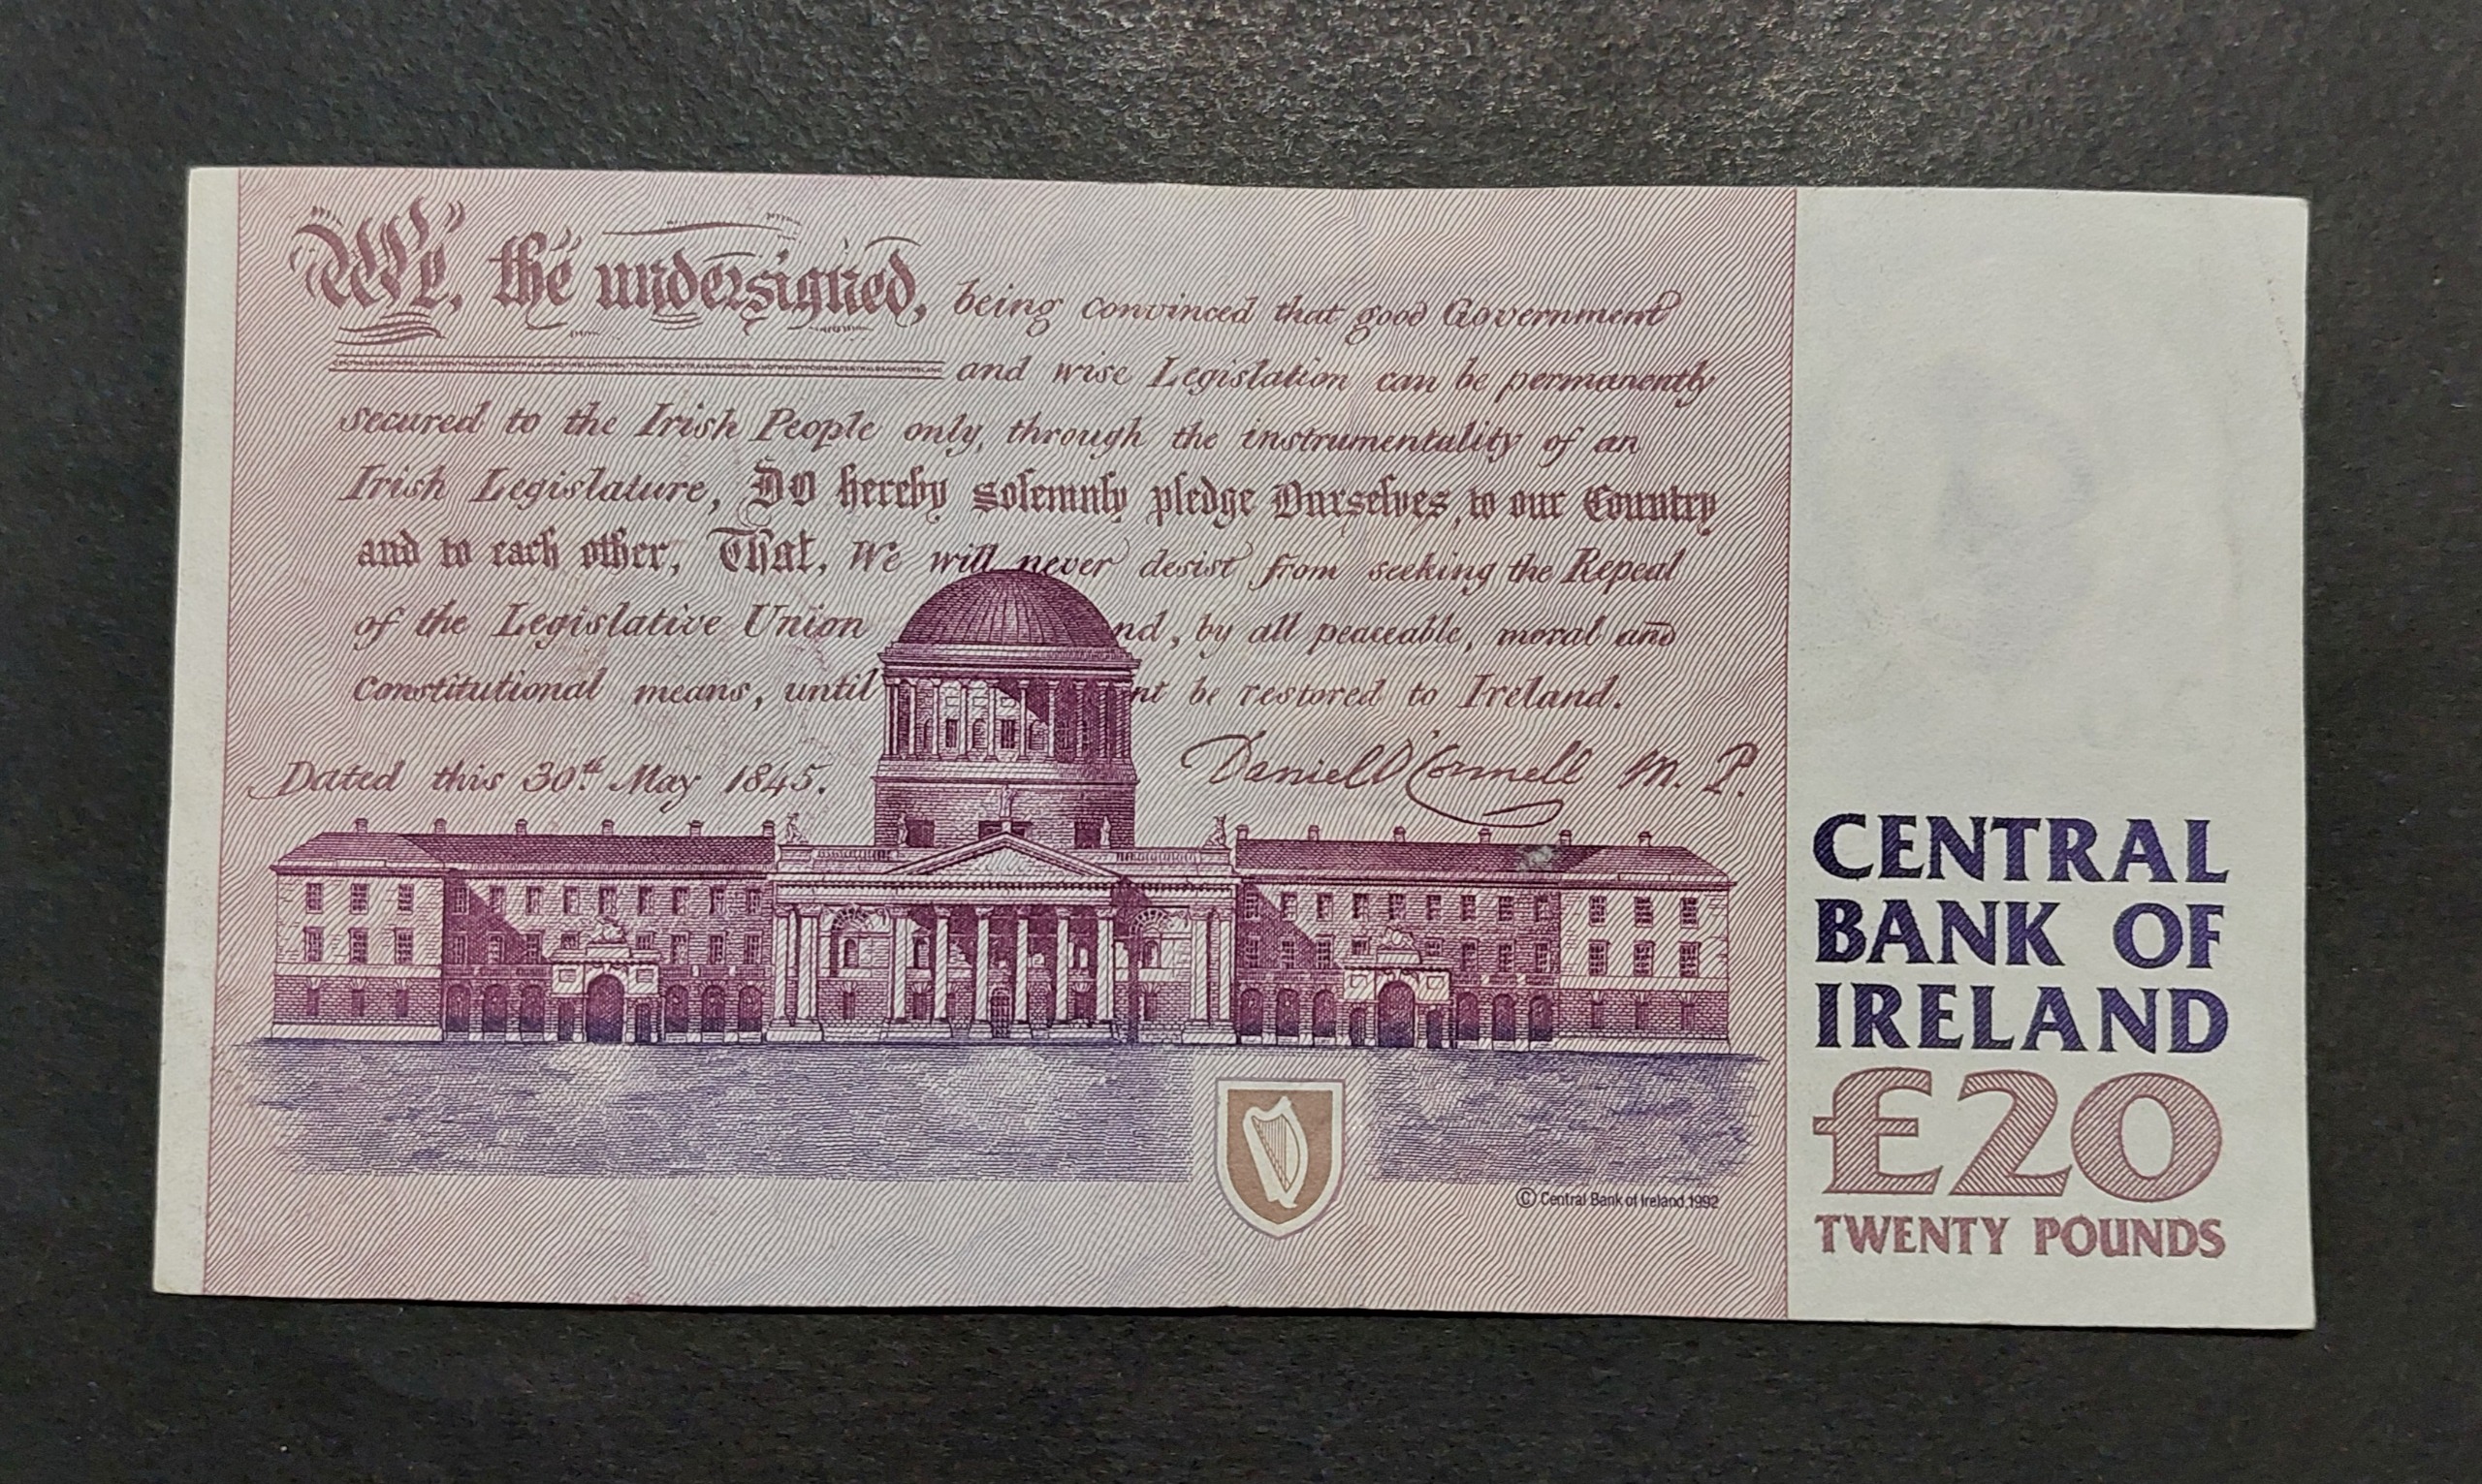 We, the undersigned, being convinced that good Government
and wise Legislation can be permanently
secured to the Irish People only, through the instrumentality of an
Irish Legislature, Do hereby solemnly pledge Ourselves, to our Country
and to each other, That, We will never desist from seeking the Repeal
of the Legislative Union nd, by all peaceable, moral and
Constitutional means, until nt be restored to Ireland.
Dated this 30th May 1845. Daniel O'Connell M. P.
CENTRAL
BANK OF
IRELAND
£20
TWENTY POUNDS
© Central Bank of Ireland, 1992